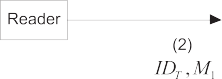 Reader
(2)
ID_T, M_1